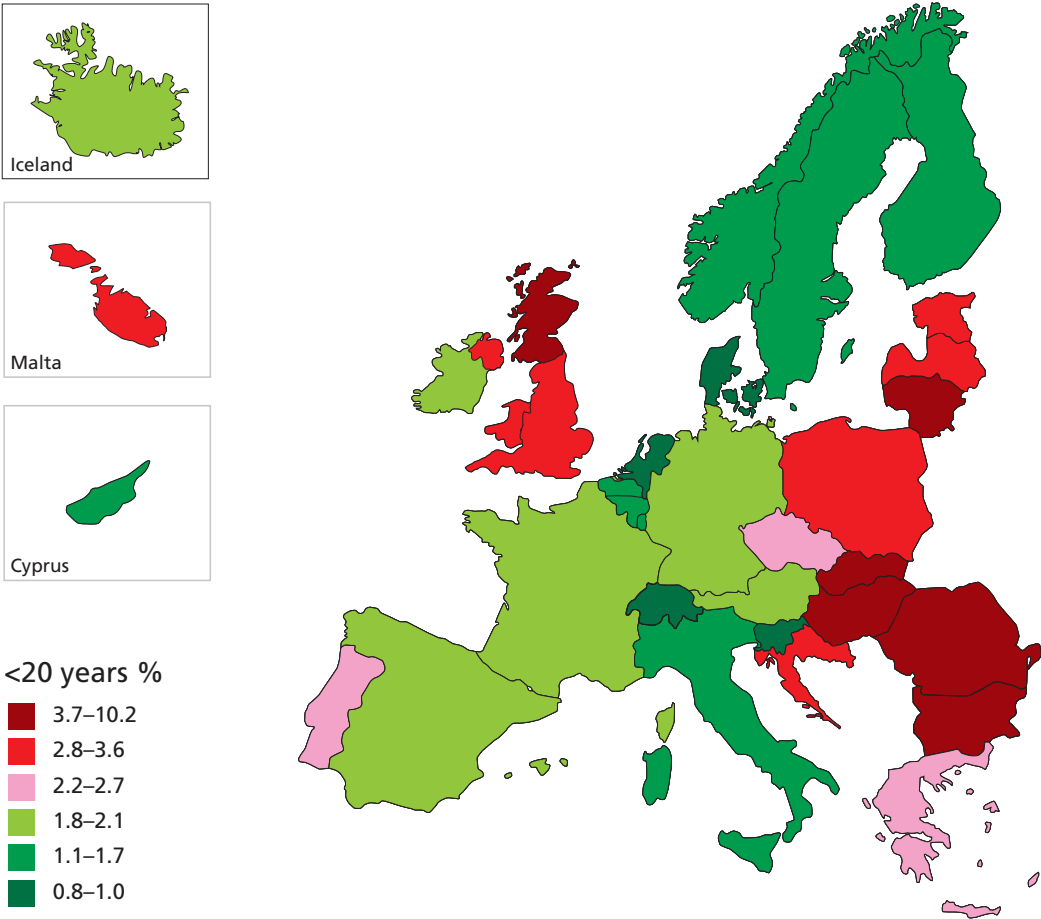 Iceland
Malta
Cyprus
<20 years %
3.7–10.2
2.8–3.6
2.2–2.7
1.8–2.1
1.1–1.7
0.8–1.0